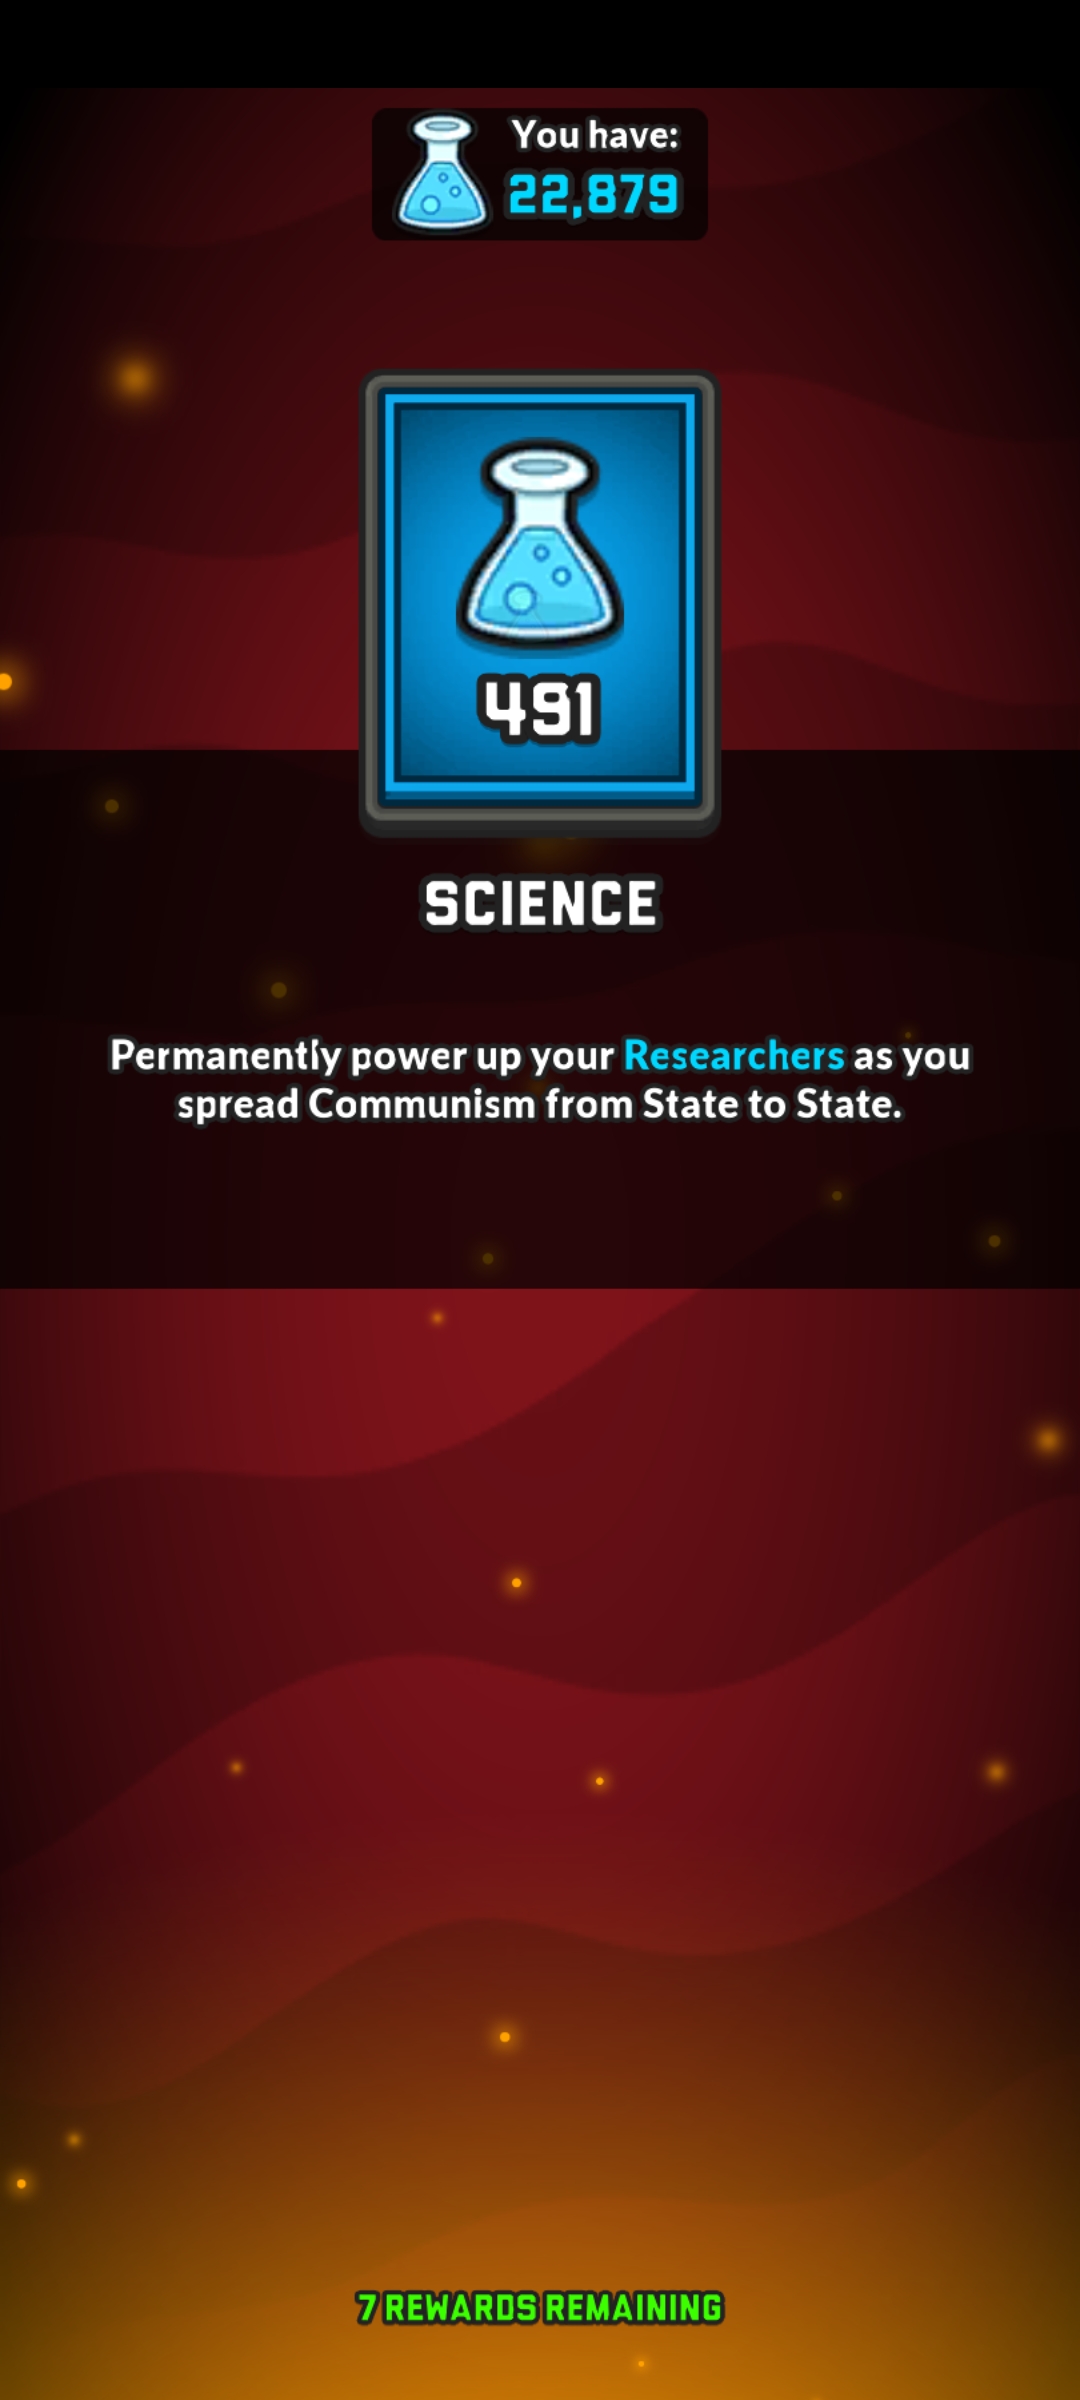 You have:
22,879
491
SCIENCE
Permanently power up your Researchers as you
spread Communism from State to State.
7 REWARDS REMAINING